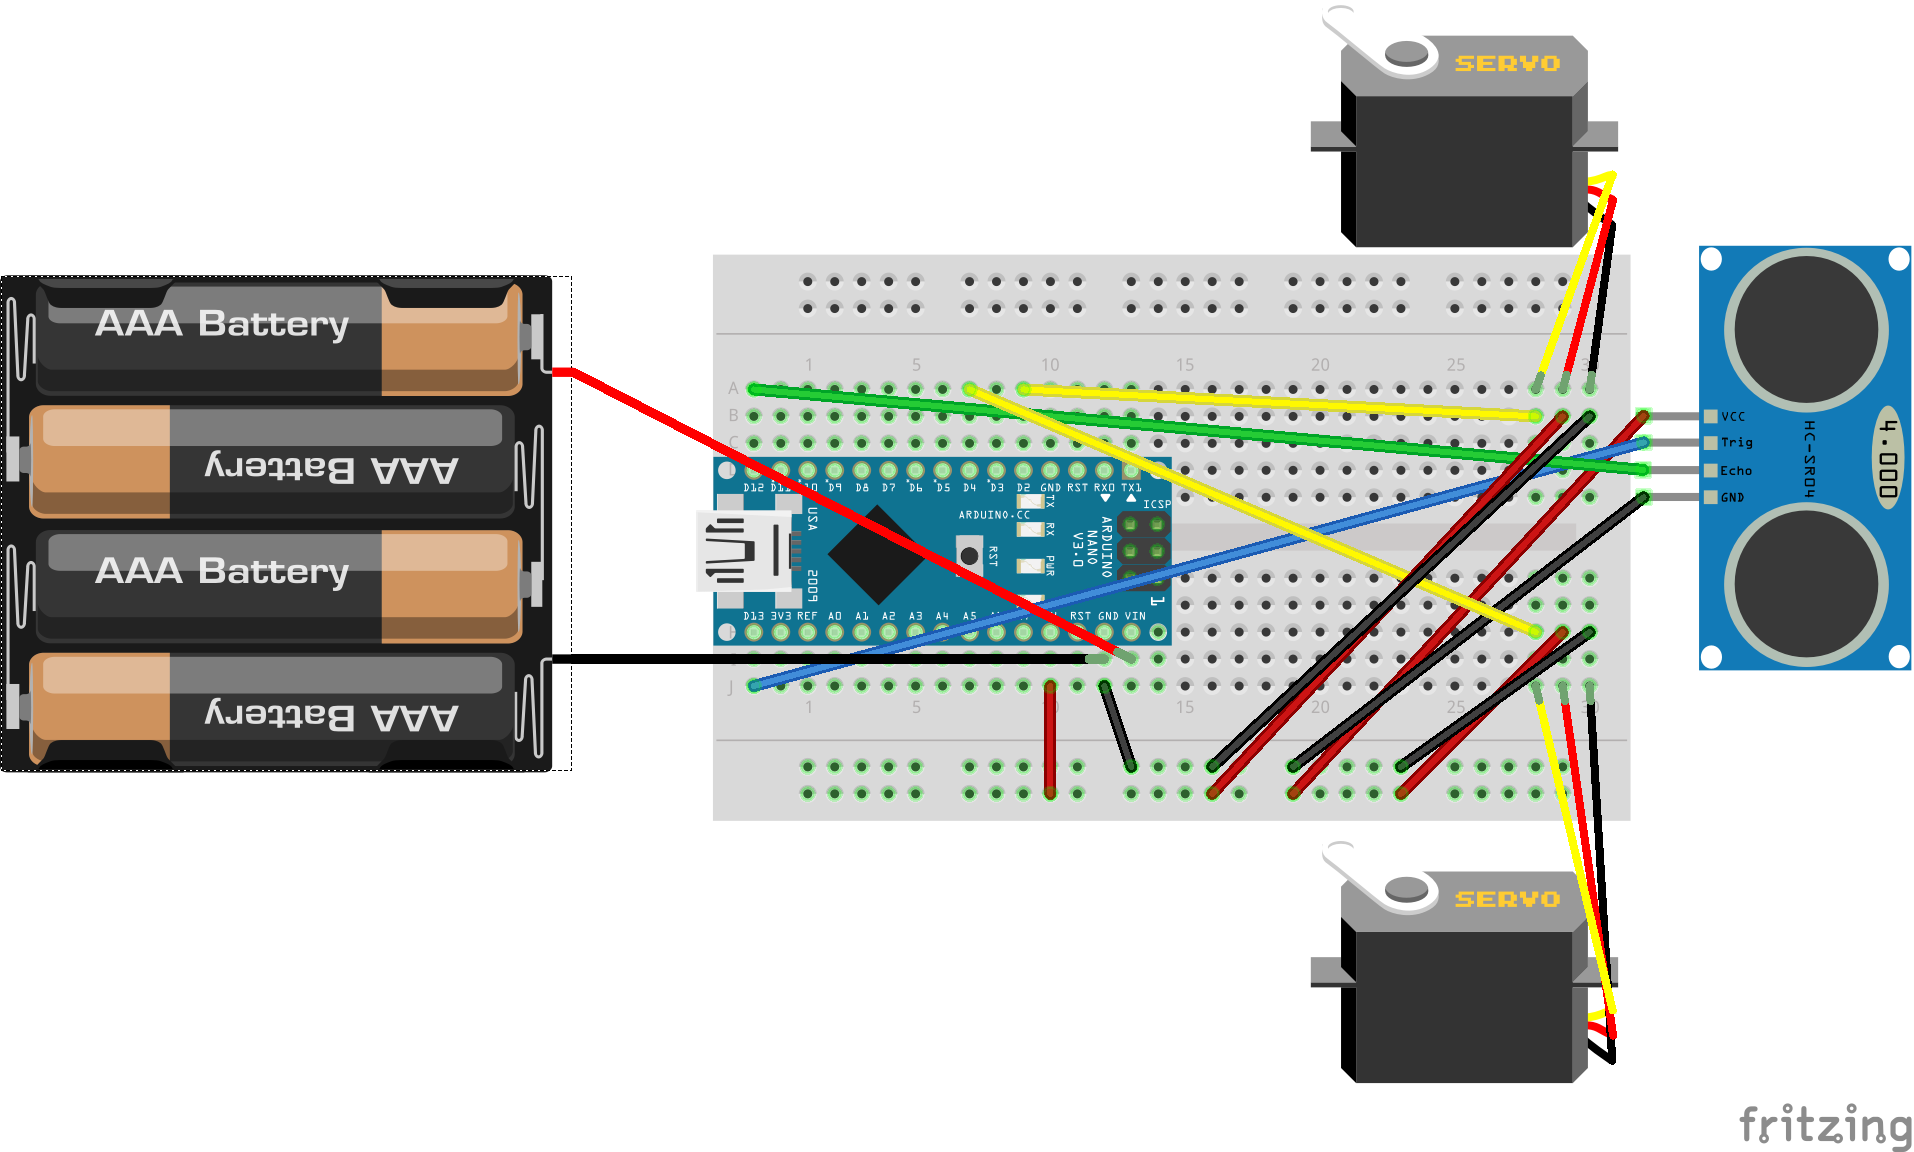 SERVO
AAA Battery
AAA Battery
AAA Battery
AAA Battery
1 5 10 15 20 25
A
B
C
VCC
Trig
Echo
GND
HC-SR04
4.000
D12 D11 D10 D9 D8 D7 D6 D5 D4 D3 D2 GND RST RX0 TX1
TX
RX
PWR
RST
USA
ARDUINO.CC
ARDUINO
NANO
V3.0
ICSP
1
D13 3V3 REF A0 A1 A2 A3 A4 A5 RST GND VIN
J
1 5 10 15 20 25 30
SERVO
fritzing